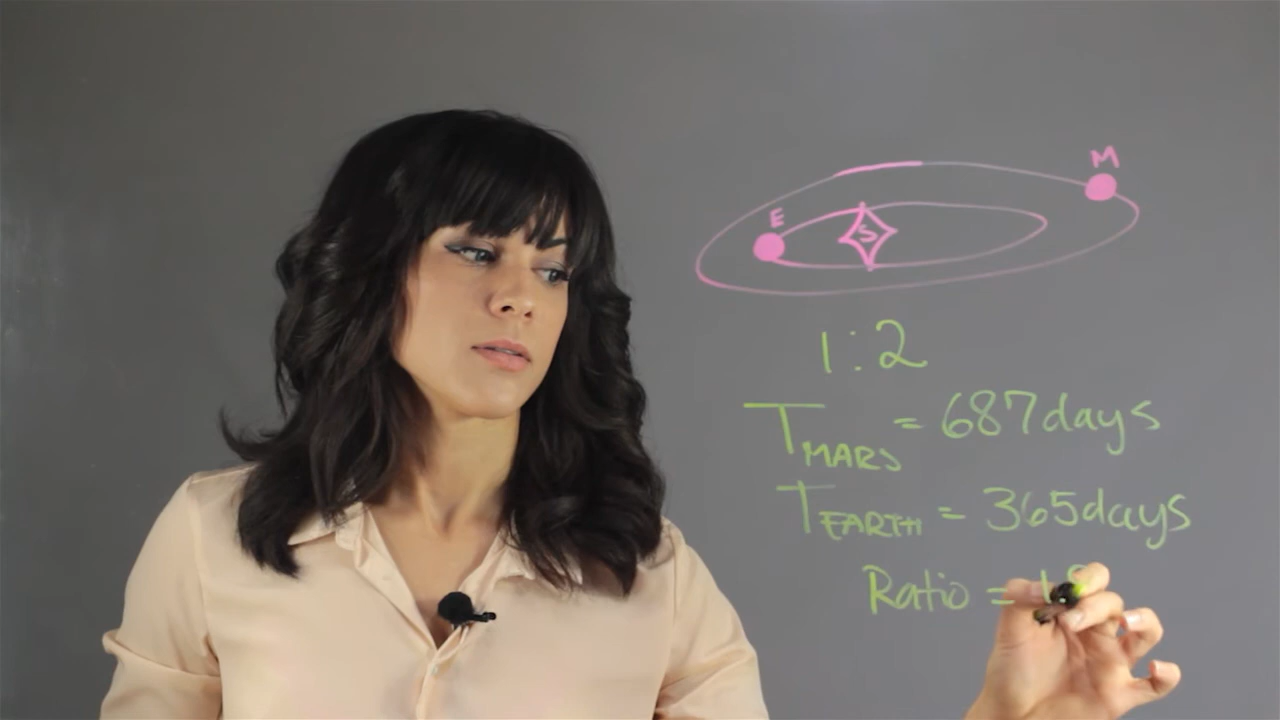 M
E
S
1:2
TMARS = 687days
TEARTH = 365days
Ratio =